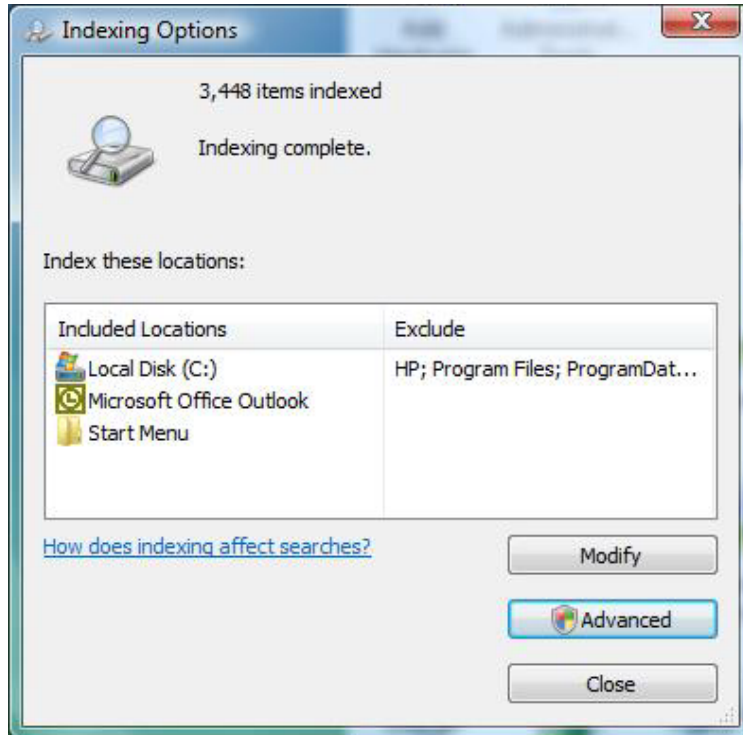 Indexing Options
3,448 items indexed
Indexing complete.
Index these locations:
Included Locations Exclude
Local Disk (C:) HP; Program Files; ProgramDat...
Microsoft Office Outlook
Start Menu
How does indexing affect searches?
Modify
Advanced
Close